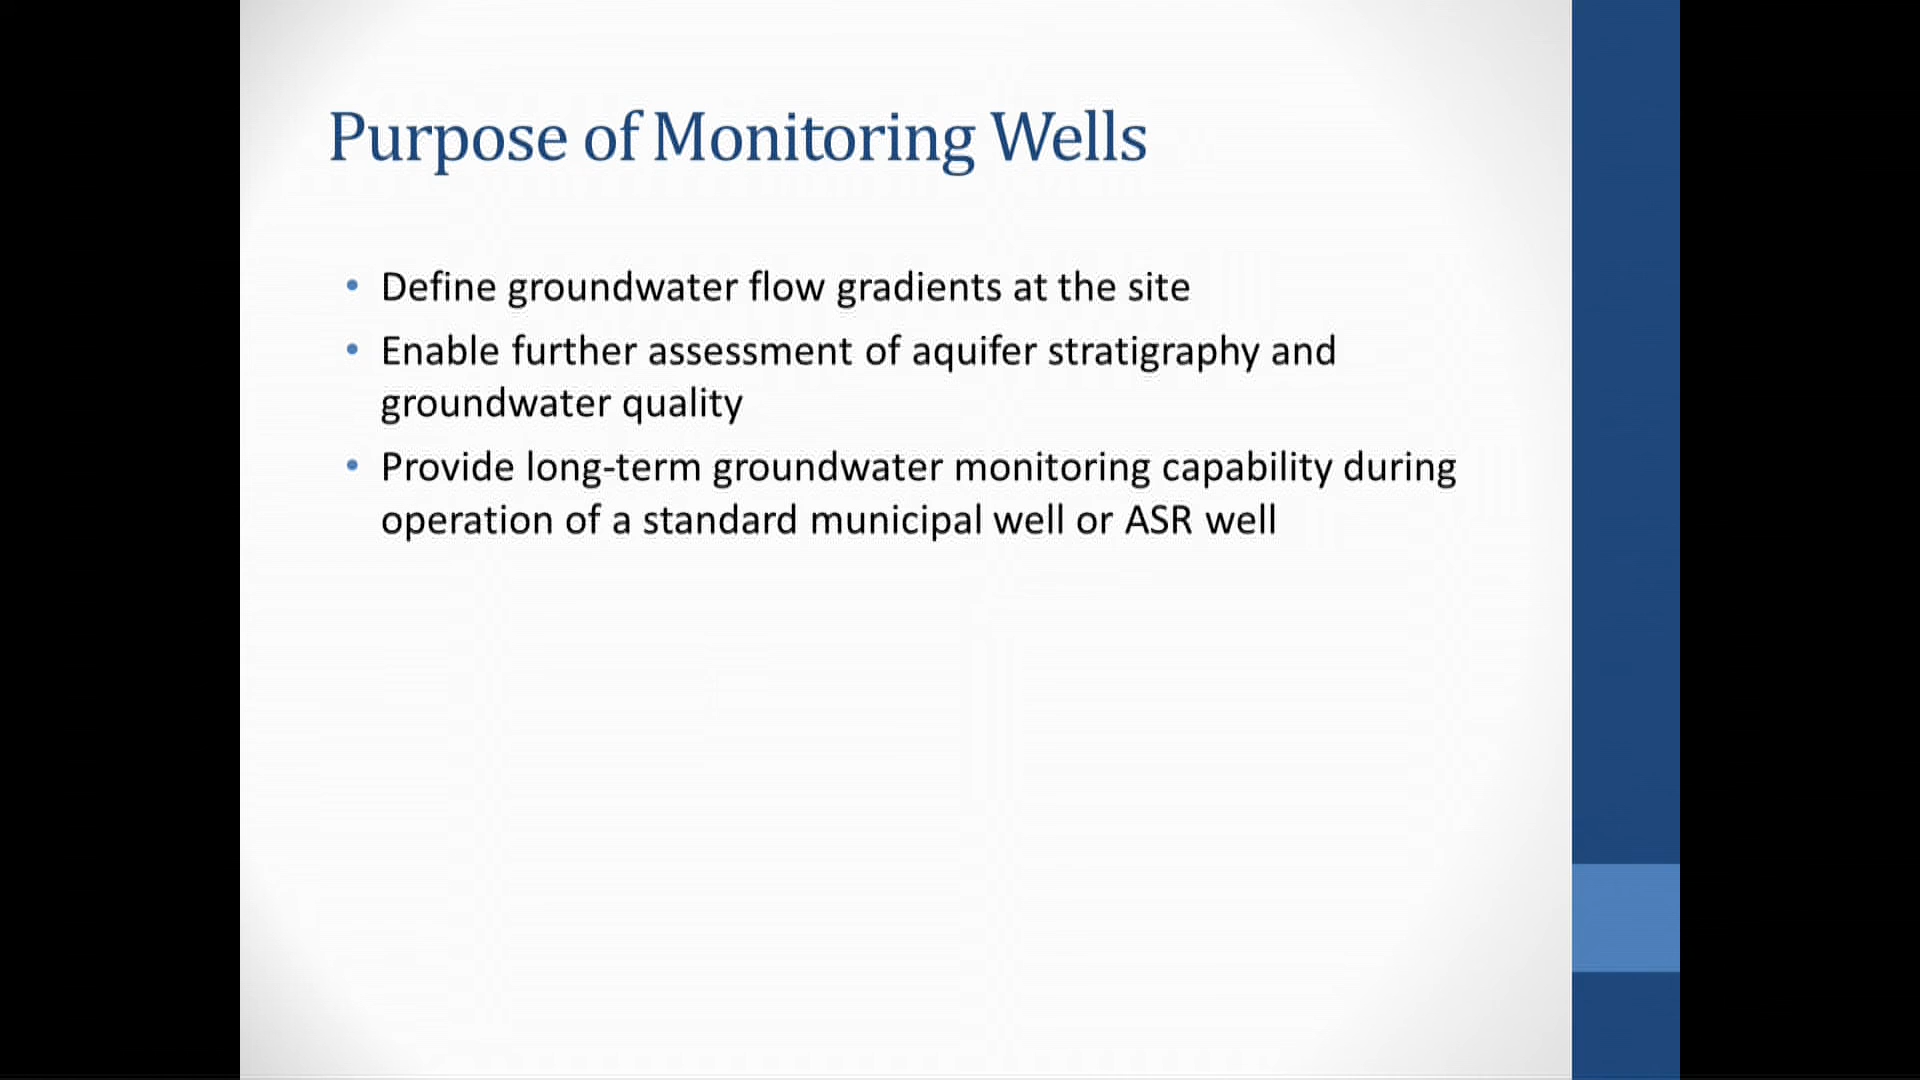 Purpose of Monitoring Wells
• Define groundwater flow gradients at the site
• Enable further assessment of aquifer stratigraphy and
groundwater quality
• Provide long-term groundwater monitoring capability during
operation of a standard municipal well or ASR well